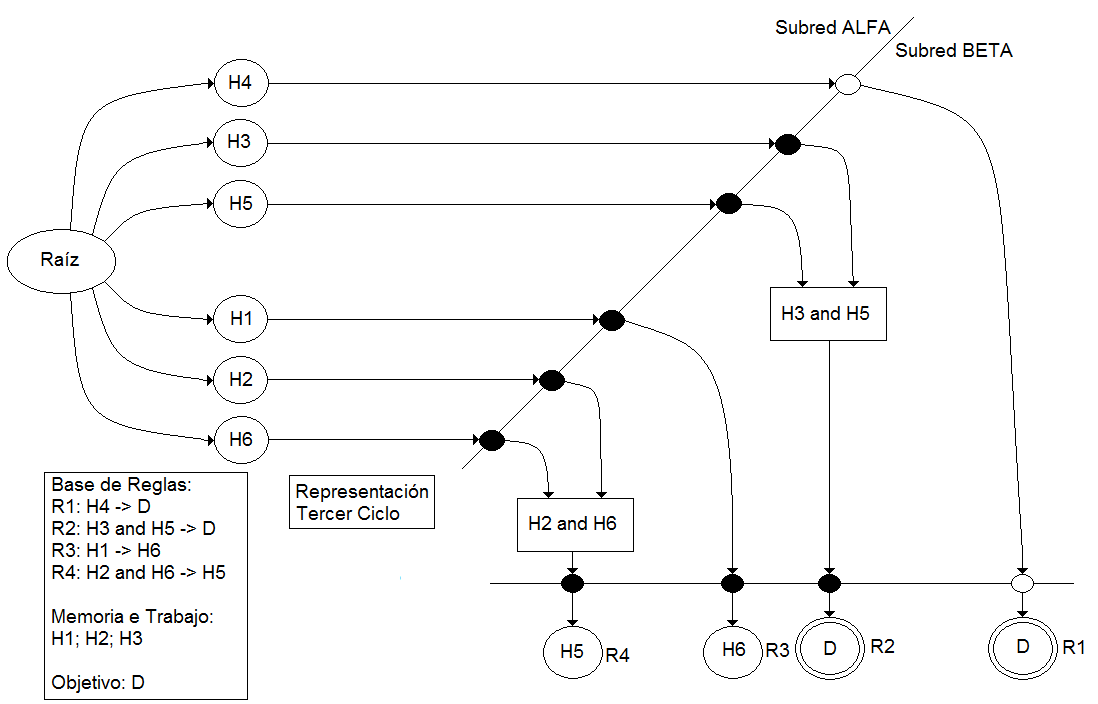 Subred ALFA
Subred BETA
H4
H3
H5
Raíz
H3 and H5
H1
H2
H6
Base de Reglas:
R1: H4 -> D
R2: H3 and H5 -> D
R3: H1 -> H6
R4: H2 and H6 -> H5
Memoria e Trabajo:
H1; H2; H3
Objetivo: D
Representación
Tercer Ciclo
H2 and H6
H5
R4
H6
R3
D
R2
D
R1